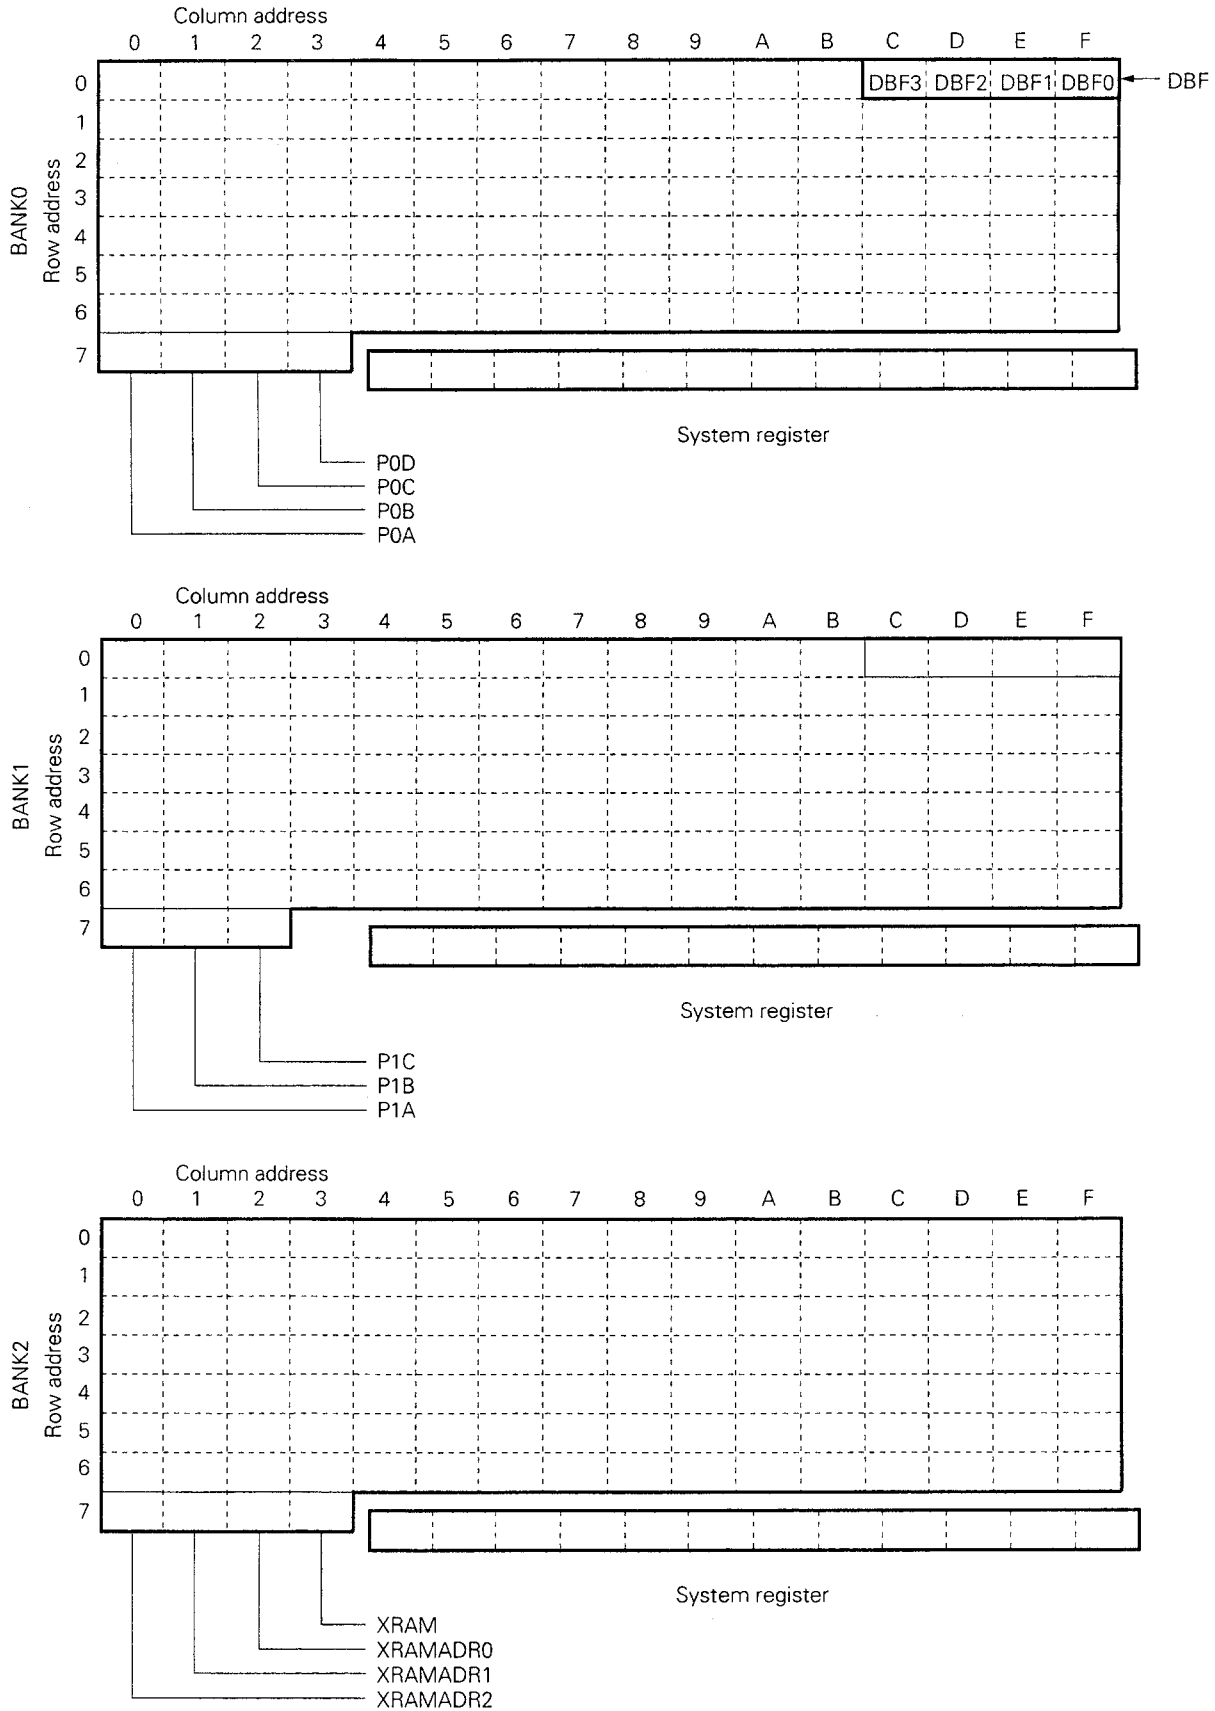 Column address
0 1 2 3 4 5 6 7 8 9 A B C D E F
0 DBF3 DBF2 DBF1 DBF0 DBF
1
2
3
4
5
6
7
BANK0
Row address
System register
P0D
P0C
P0B
P0A
Column address
0 1 2 3 4 5 6 7 8 9 A B C D E F
0
1
2
3
4
5
6
7
BANK1
Row address
System register
P1C
P1B
P1A
Column address
0 1 2 3 4 5 6 7 8 9 A B C D E F
0
1
2
3
4
5
6
7
BANK2
Row address
System register
XRAM
XRAMADR0
XRAMADR1
XRAMADR2